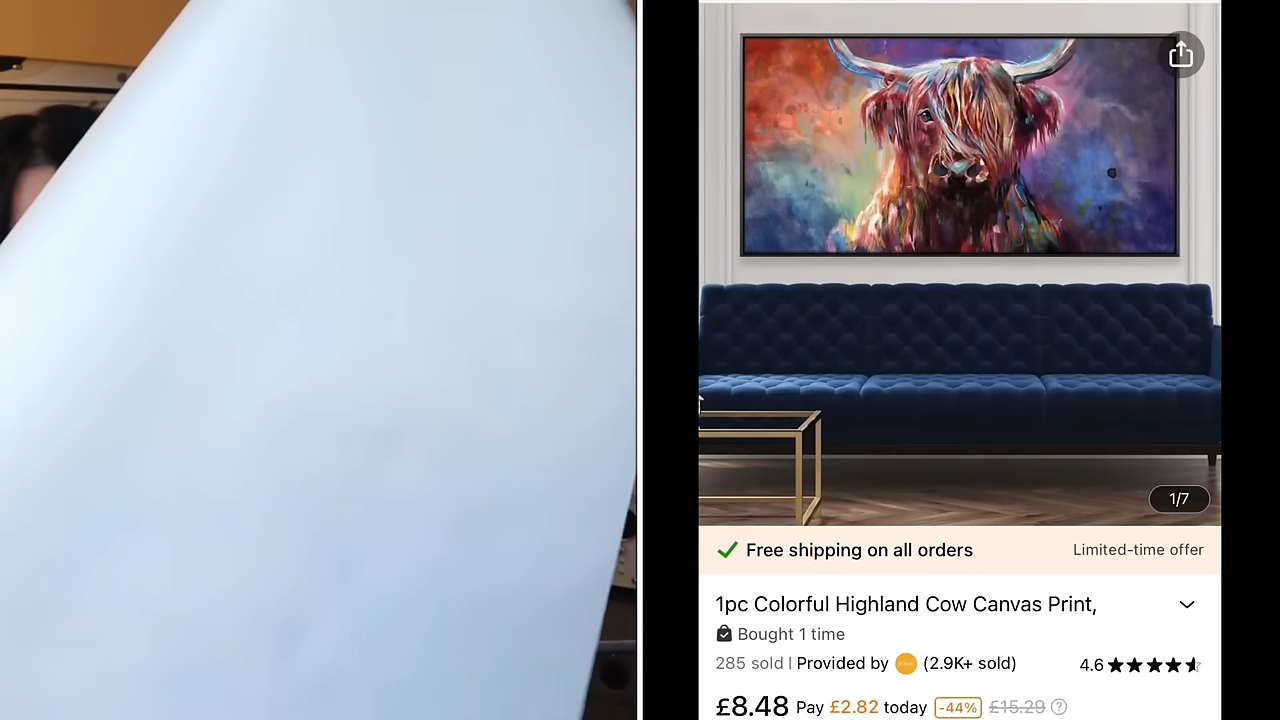 1/7
Free shipping on all orders Limited-time offer
1pc Colorful Highland Cow Canvas Print,
Bought 1 time
285 sold | Provided by (2.9K+ sold) 4.6
£8.48 Pay £2.82 today -44% £15.29 ?